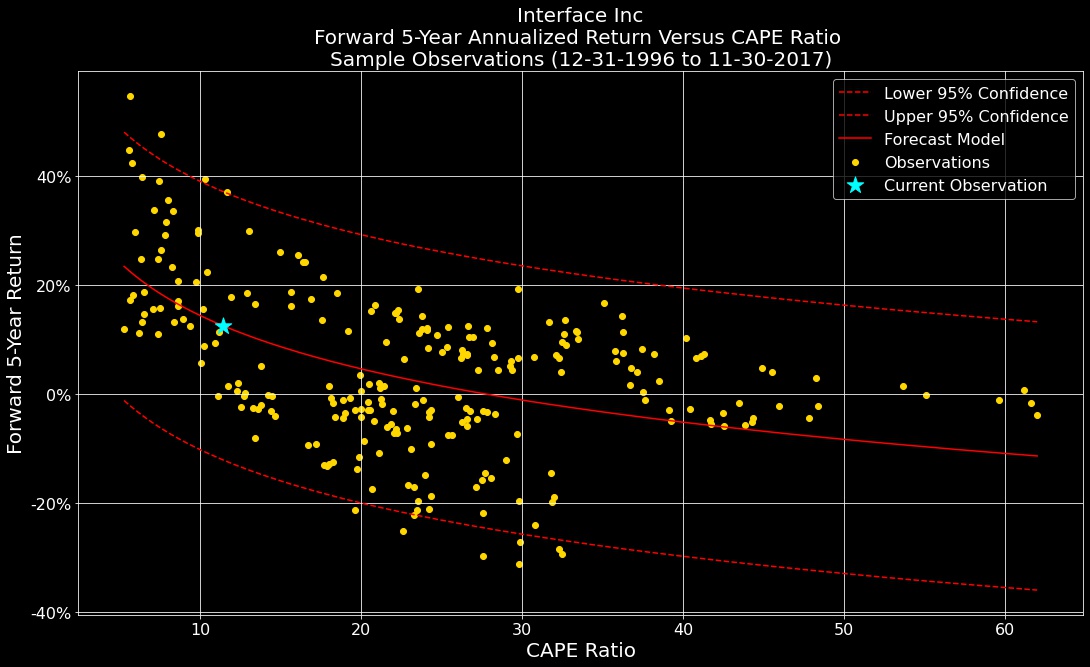 Interface Inc
Forward 5-Year Annualized Return Versus CAPE Ratio
Sample Observations (12-31-1996 to 11-30-2017)
Lower 95% Confidence
Upper 95% Confidence
Forecast Model
Observations
Current Observation
Forward 5-Year Return
40%
20%
0%
-20%
-40%
10 20 30 40 50 60
CAPE Ratio